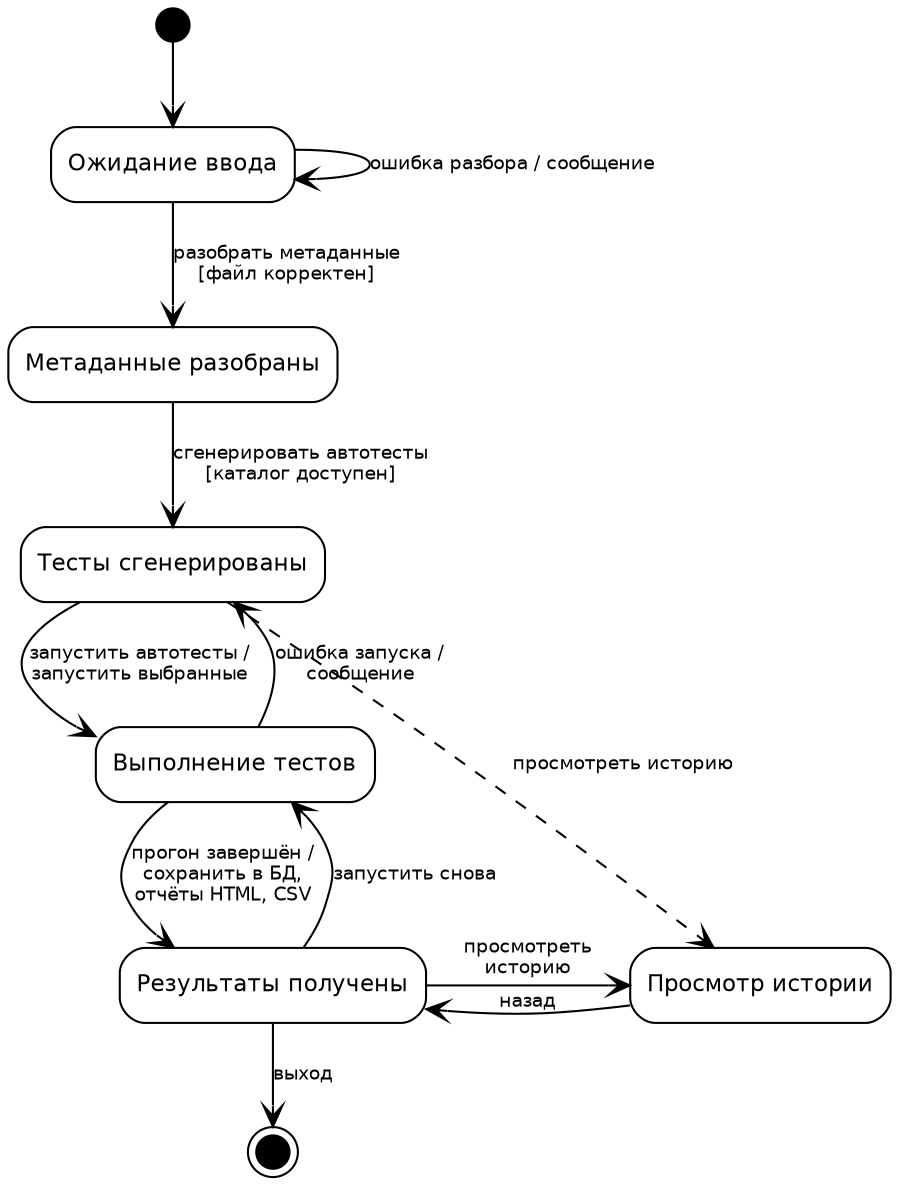 Ожидание ввода
ошибка разбора / сообщение
разобрать метаданные
[файл корректен]
Метаданные разобраны
сгенерировать автотесты
[каталог доступен]
Тесты сгенерированы
запустить автотесты /
запустить выбранные
ошибка запуска /
сообщение
Выполнение тестов
просмотреть историю
прогон завершён /
сохранить в БД,
отчёты HTML, CSV
запустить снова
Результаты получены
просмотреть
историю
назад
Просмотр истории
выход